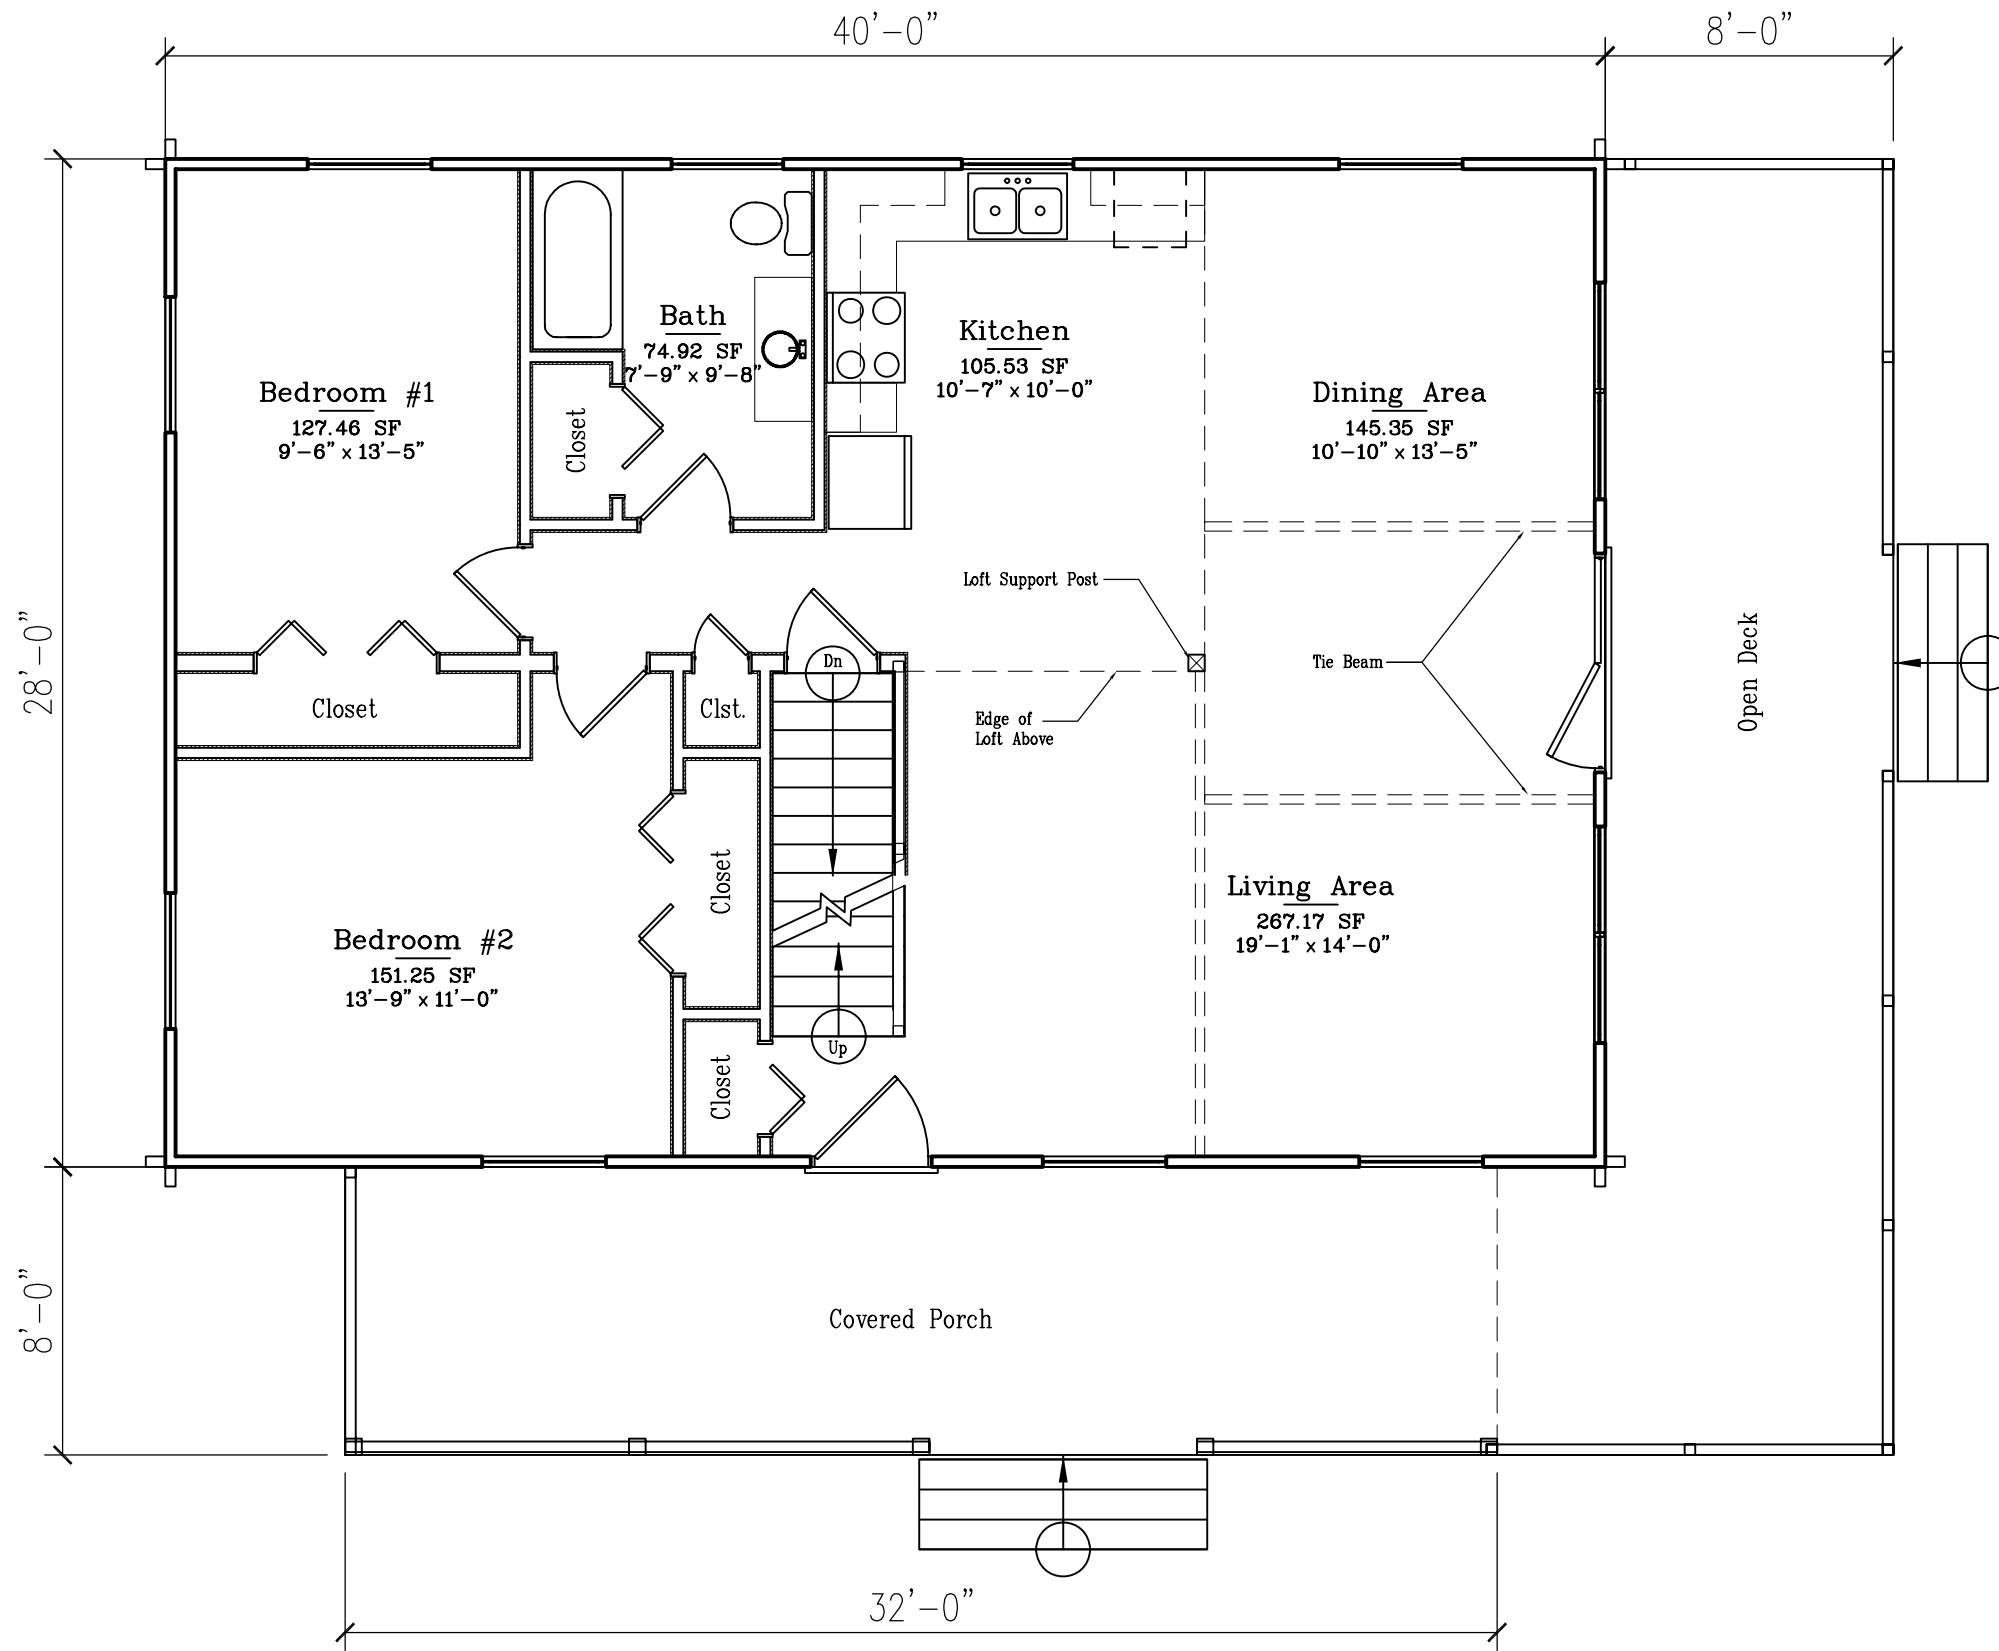 40'-0"
8'-0"
28'-0"
8'-0"
Bath
74.92 SF
7'-9" x 9'-8"
Kitchen
105.53 SF
10'-7" x 10'-0"
Bedroom #1
127.46 SF
9'-6" x 13'-5"
Closet
Dining Area
145.35 SF
10'-10" x 13'-5"
Loft Support Post
Tie Beam
Open Deck
Dn
Closet
Clst.
Edge of
Loft Above
Closet
Living Area
267.17 SF
19'-1" x 14'-0"
Bedroom #2
151.25 SF
13'-9" x 11'-0"
Up
Closet
Covered Porch
32'-0"